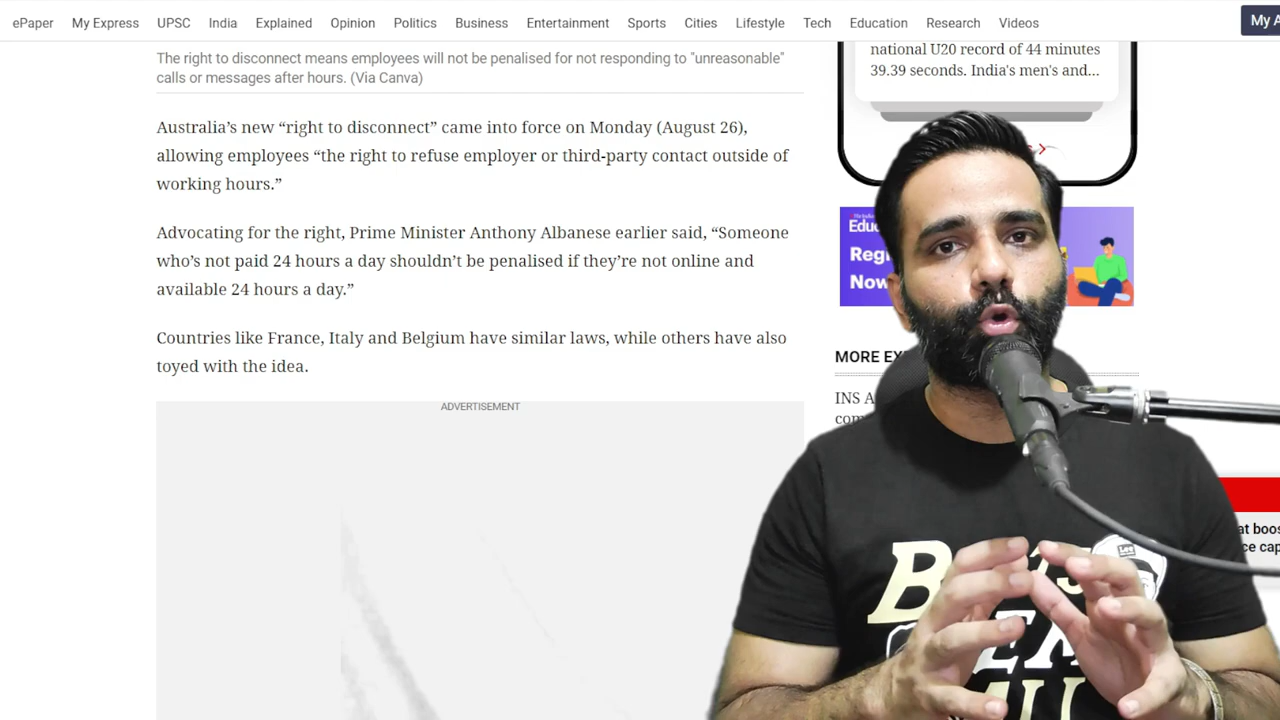 ePaper My Express UPSC India Explained Opinion Politics Business Entertainment Sports Cities Lifestyle Tech Education Research Videos My
The right to disconnect means employees will not be penalised for not responding to "unreasonable"
calls or messages after hours. (Via Canva)
Australia’s new “right to disconnect” came into force on Monday (August 26),
allowing employees “the right to refuse employer or third-party contact outside of
working hours.”
Advocating for the right, Prime Minister Anthony Albanese earlier said, “Someone
who’s not paid 24 hours a day shouldn’t be penalised if they’re not online and
available 24 hours a day.”
Countries like France, Italy and Belgium have similar laws, while others have also
toyed with the idea.
ADVERTISEMENT
national U20 record of 44 minutes
39.39 seconds. India's men's and...
Now
MORE
INS
at
Lee